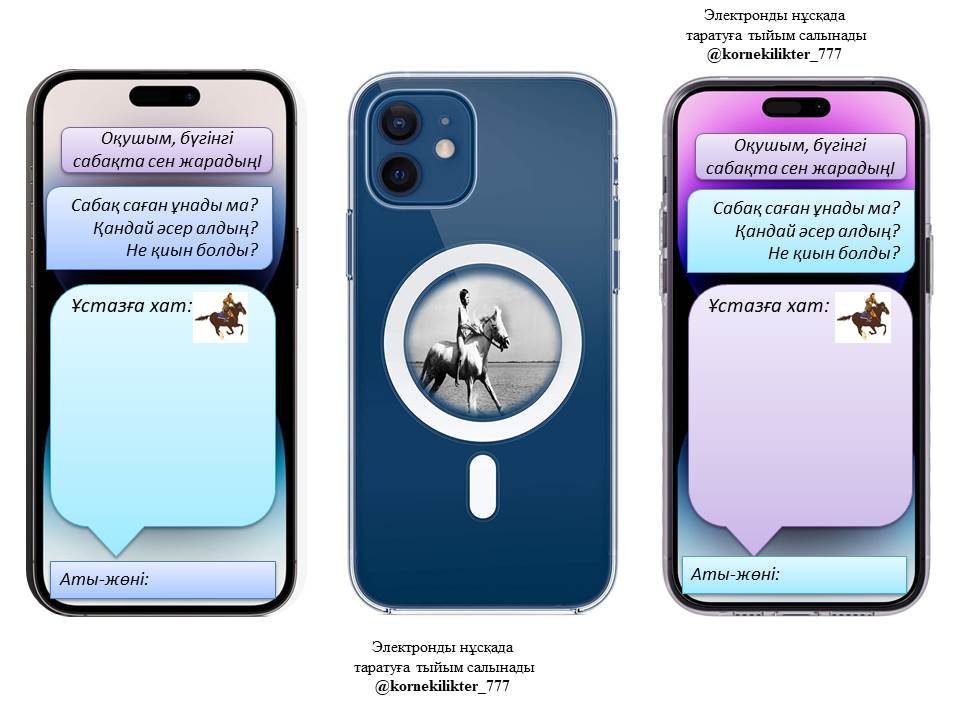 Электронды нұсқада
таратуға тыйым салынады
@kornekilikter_777
Оқушым, бүгінгі
сабақта сен жарадың!
Сабақ саған ұнады ма?
Қандай әсер алдың?
Не қиын болды?
Ұстазға хат:
Аты-жөні:
Оқушым, бүгінгі
сабақта сен жарадың!
Сабақ саған ұнады ма?
Қандай әсер алдың?
Не қиын болды?
Ұстазға хат:
Аты-жөні:
Электронды нұсқада
таратуға тыйым салынады
@kornekilikter_777